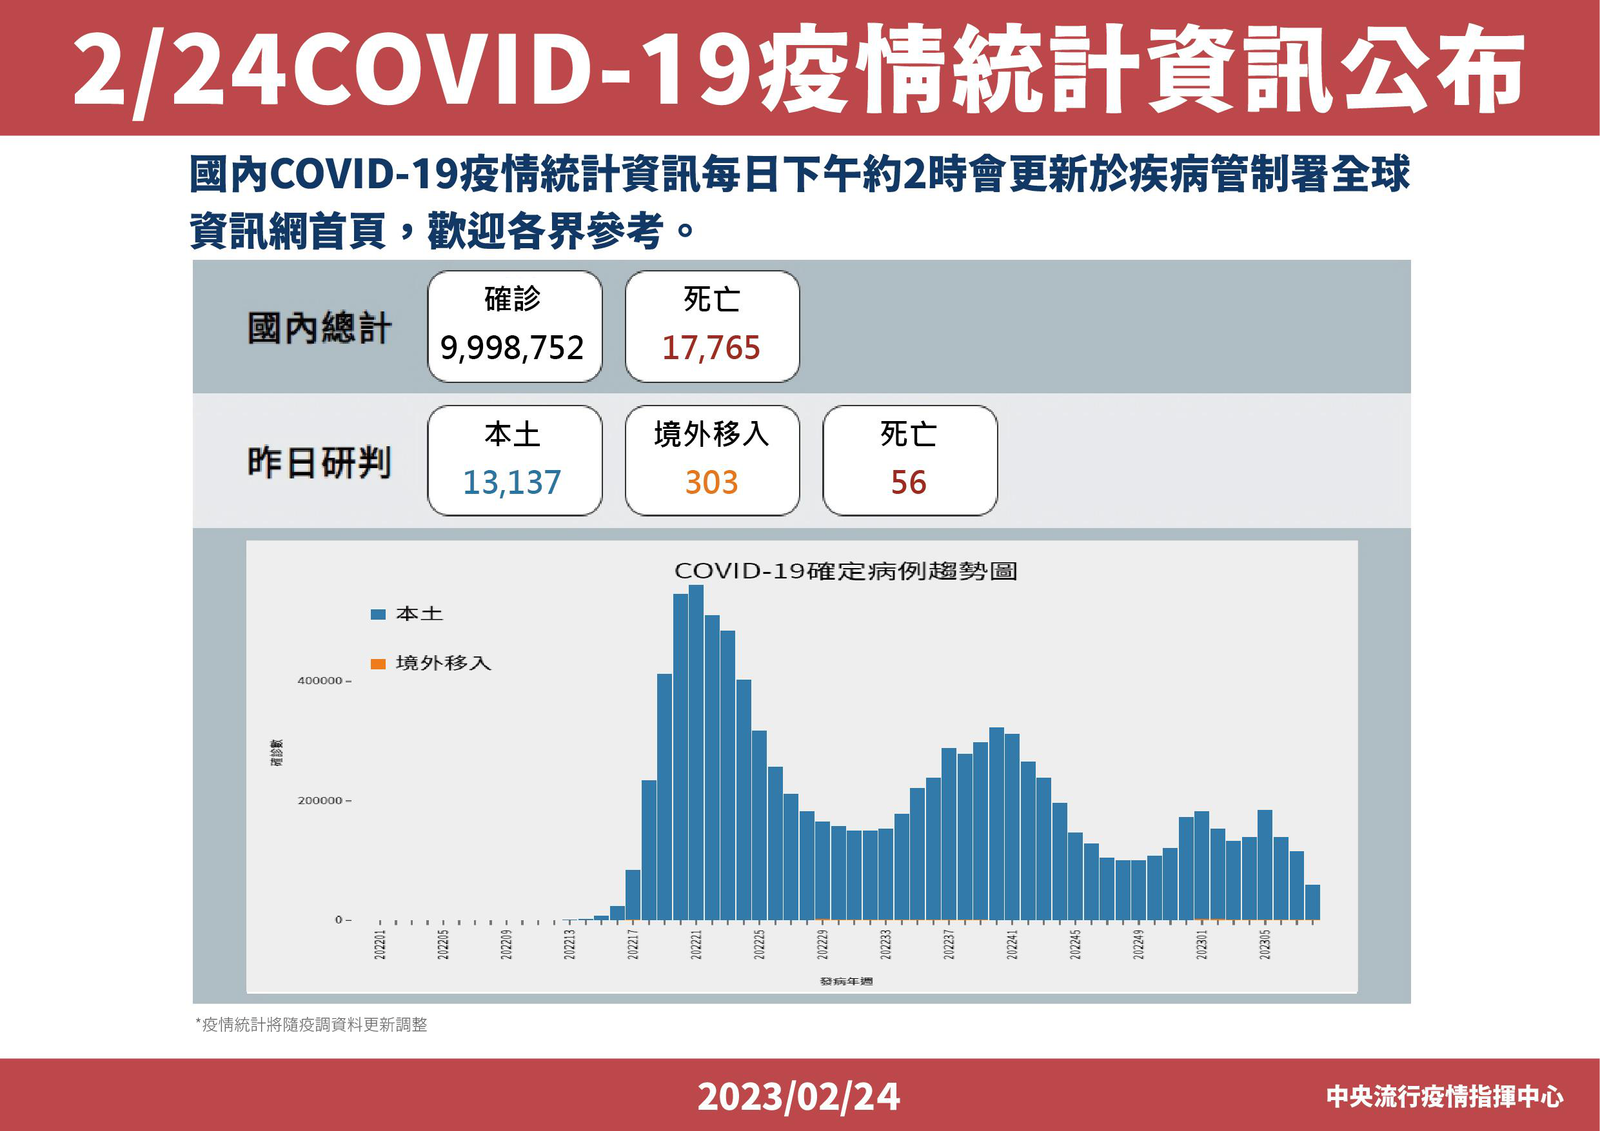 2/24COVID-19疫情統計資訊公布
國內COVID-19疫情統計資訊每日下午約2時會更新於疾病管制署全球
資訊網首頁，歡迎各界參考。
國內總計
確診
9,998,752
死亡
17,765
昨日研判
本土
13,137
境外移入
303
死亡
56
COVID-19確定病例趨勢圖
本土
境外移入
確診數
400000
200000
0
202201
202205
202209
202213
202217
202221
202225
202229
202233
202237
202241
202245
202249
202301
202305
發病年週
*疫情統計將隨疫調資料更新調整
2023/02/24
中央流行疫情指揮中心